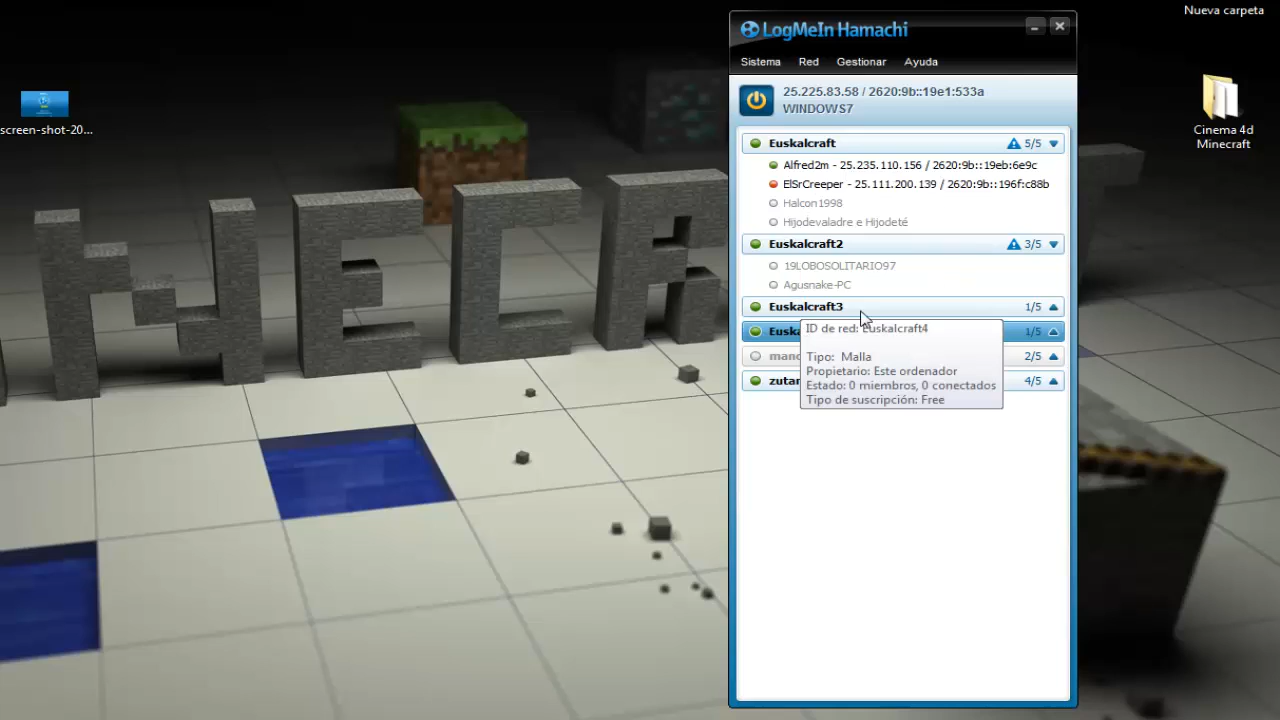 Nueva carpeta
screen-shot-20...
Cinema 4d
Minecraft
LogMeIn Hamachi
Sistema Red Gestionar Ayuda
25.225.83.58 / 2620:9b::19e1:533a
WINDOWS7
Euskalcraft 5/5
Alfred2m - 25.235.110.156 / 2620:9b::19eb:6e9c
ElSrCreeper - 25.111.200.139 / 2620:9b::196f:c88b
Halcon1998
Hijodevaladre e Hijodeté
Euskalcraft2 3/5
19LOBOSOLITARIO97
Agusnake-PC
Euskalcraft3 1/5
Euska 1/5
2/5
zutar 4/5
ID de red: Euskalcraft4
Tipo: Malla
Propietario: Este ordenador
Estado: 0 miembros, 0 conectados
Tipo de suscripción: Free